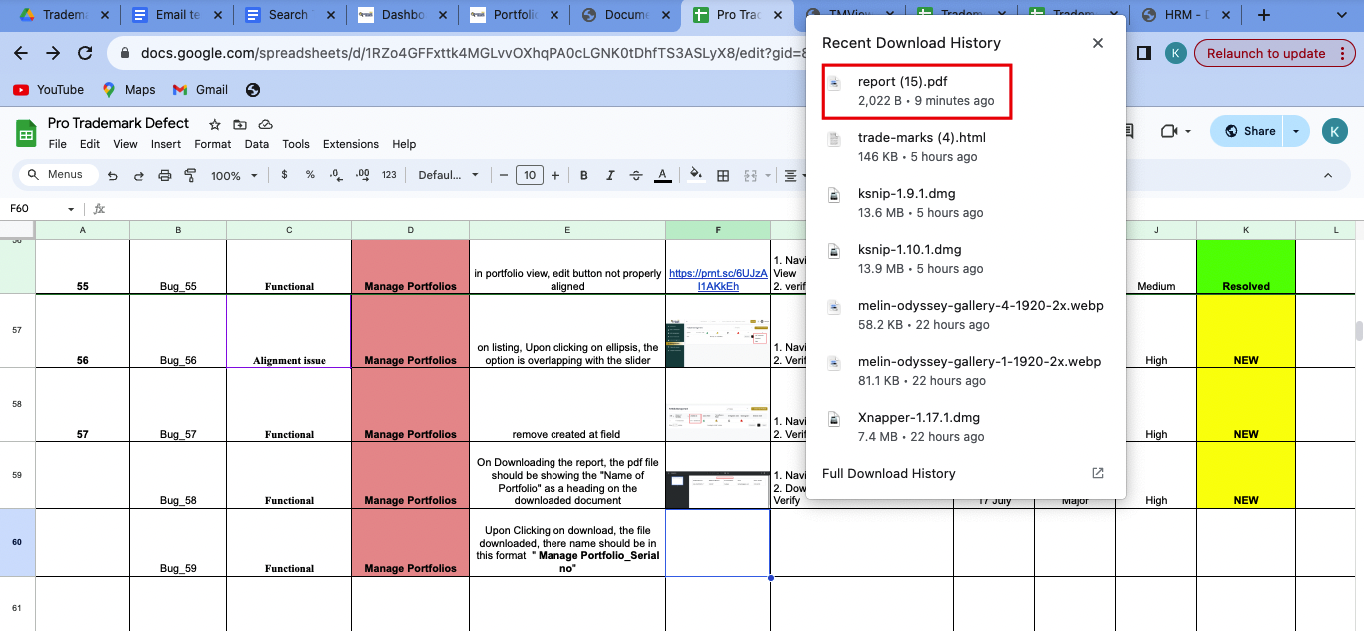 Tradema
Email te
Search
Dashbo
Portfolio
Docume
Pro Trac
TMView
Tradem
Tradem
HRM - D
docs.google.com/spreadsheets/d/1RZo4GFFxttk4MGLvvOXhqPA0cLGNK0tDhfTS3ASLyX8/edit?gid=8
K
Relaunch to update
YouTube
Maps
Gmail
Pro Trademark Defect
File Edit View Insert Format Data Tools Extensions Help
Share
K
Menus
100%
$ % .0 .00 123
Defaul...
10
B I A
F60
fx
A B C D E F J K L
56
55
Bug_55
Functional
Manage Portfolios
in portfolio view, edit button not properly
aligned
https://prnt.sc/6UJzA
I1AKkEh
1. Navi
View
2. verif
Medium
Resolved
57
56
Bug_56
Alignment issue
Manage Portfolios
on listing, Upon clicking on ellipsis, the
option is overlapping with the slider
1. Navi
2. Verif
High
NEW
58
57
Bug_57
Functional
Manage Portfolios
remove created at field
1. Navi
2. Verif
High
NEW
59
Bug_58
Functional
Manage Portfolios
On Downloading the report, the pdf file
should be showing the "Name of
Portfolio" as a heading on the
dowloaded document
1. Navi
2. Dow
Verify
17 July
Major
High
NEW
60
Bug_59
Functional
Manage Portfolios
Upon Clicking on download, the file
downloaded, there name should be in
this format " Manage Portfolio_Serial
no"
61
Recent Download History
report (15).pdf
2,022 B • 9 minutes ago
trade-marks (4).html
146 KB • 5 hours ago
ksnip-1.9.1.dmg
13.6 MB • 5 hours ago
ksnip-1.10.1.dmg
13.9 MB • 5 hours ago
melin-odyssey-gallery-4-1920-2x.webp
58.2 KB • 22 hours ago
melin-odyssey-gallery-1-1920-2x.webp
81.1 KB • 22 hours ago
Xnapper-1.17.1.dmg
7.4 MB • 22 hours ago
Full Download History